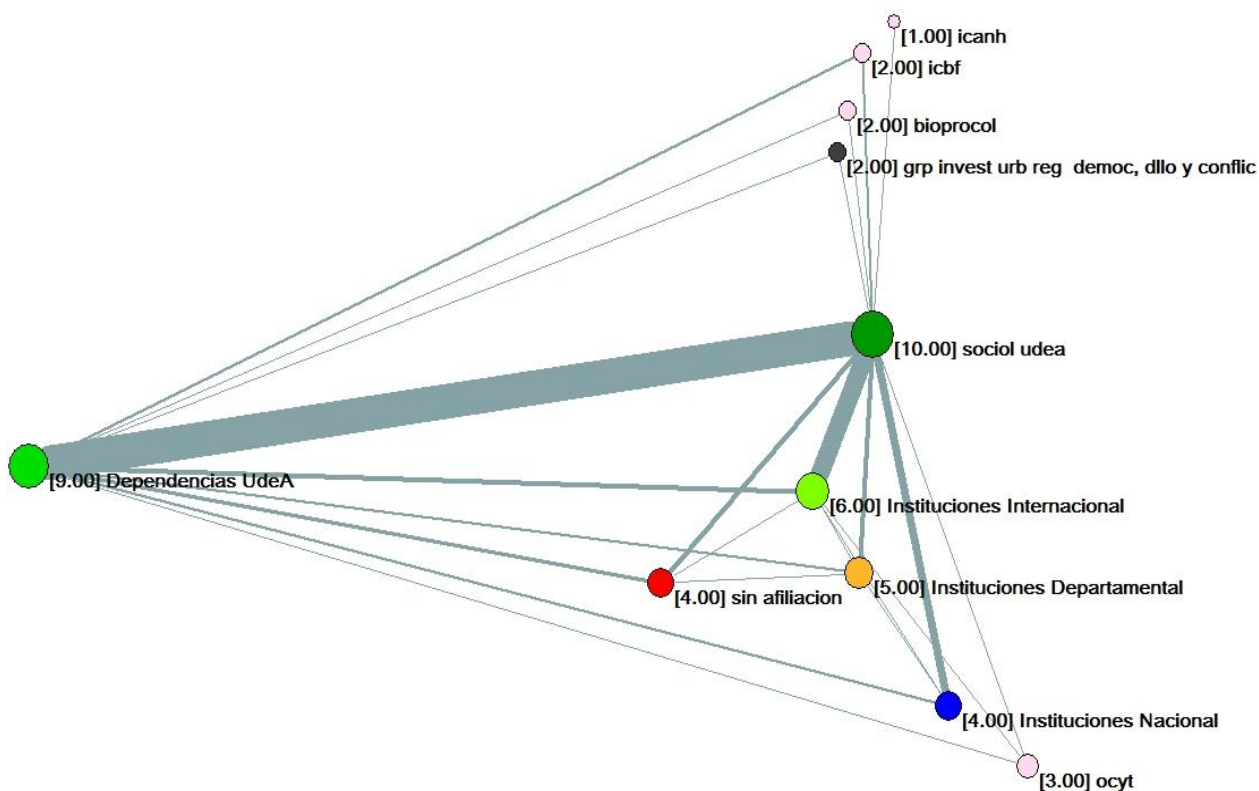 [1.00] icanh
[2.00] icbf
[2.00] bioprocol
[2.00] grp invest urb reg  democ, dllo y conflic
[10.00] sociol udea
[9.00] Dependencias UdeA
[6.00] Instituciones Internacional
[5.00] Instituciones Departamental
[4.00] sin afiliacion
[4.00] Instituciones Nacional
[3.00] ocyt